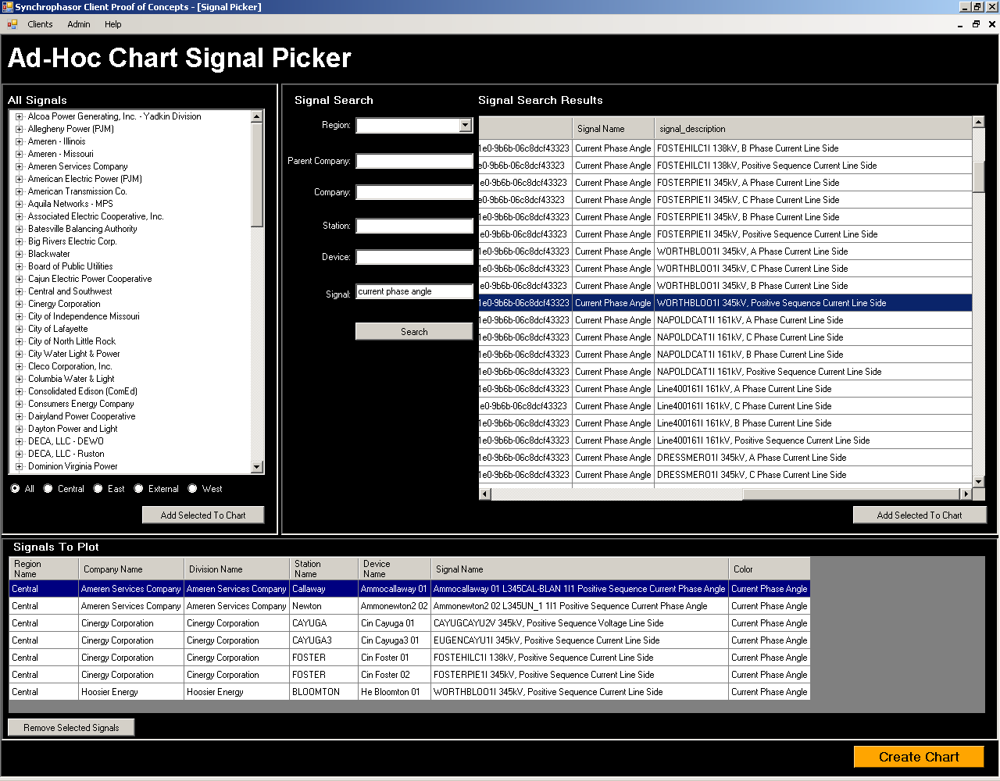 Synchrophasor Client Proof of Concepts - [Signal Picker]
Clients Admin Help
Ad-Hoc Chart Signal Picker
All Signals
Alcoa Power Generating, Inc. - Yadkin Division
Allegheny Power (PJM)
Ameren - Illinois
Ameren - Missouri
Ameren Services Company
American Electric Power (PJM)
American Transmission Co.
Aquila Networks - MPS
Associated Electric Cooperative, Inc.
Batesville Balancing Authority
Big Rivers Electric Corp.
Blackwater
Board of Public Utilities
Cajun Electric Power Cooperative
Central and Southwest
Cinergy Corporation
City of Independence Missouri
City of Lafayette
City of North Little Rock
City Water Light & Power
Cleco Corporation, Inc.
Columbia Water & Light
Consolidated Edison (ComEd)
Consumers Energy Company
Dairyland Power Cooperative
Dayton Power and Light
DECA, LLC - DEWO
DECA, LLC - Ruston
Dominion Virginia Power
All Central East External West
Add Selected To Chart
Signal Search
Region:
Parent Company:
Company:
Station:
Device:
Signal: current phase angle
Search
Signal Search Results
Signal Name signal_description
1e0-9b6b-06c8dcf43323 Current Phase Angle FOSTEHILC1I 138kV, B Phase Current Line Side
e0-9b6b-06c8dcf43323 Current Phase Angle FOSTEHILC1I 138kV, Positive Sequence Current Line Side
e0-9b6b-06c8dcf43323 Current Phase Angle FOSTERPIE1I 345kV, A Phase Current Line Side
e0-9b6b-06c8dcf43323 Current Phase Angle FOSTERPIE1I 345kV, C Phase Current Line Side
1e0-9b6b-06c8dcf43323 Current Phase Angle FOSTERPIE1I 345kV, B Phase Current Line Side
e0-9b6b-06c8dcf43323 Current Phase Angle FOSTERPIE1I 345kV, Positive Sequence Current Line Side
1e0-9b6b-06c8dcf43323 Current Phase Angle WORTHBLOO1I 345kV, A Phase Current Line Side
1e0-9b6b-06c8dcf43323 Current Phase Angle WORTHBLOO1I 345kV, C Phase Current Line Side
e0-9b6b-06c8dcf43323 Current Phase Angle WORTHBLOO1I 345kV, B Phase Current Line Side
1e0-9b6b-06c8dcf43323 Current Phase Angle WORTHBLOO1I 345kV, Positive Sequence Current Line Side
1e0-9b6b-06c8dcf43323 Current Phase Angle NAPOLDCAT1I 161kV, A Phase Current Line Side
1e0-9b6b-06c8dcf43323 Current Phase Angle NAPOLDCAT1I 161kV, C Phase Current Line Side
1e0-9b6b-06c8dcf43323 Current Phase Angle NAPOLDCAT1I 161kV, B Phase Current Line Side
1e0-9b6b-06c8dcf43323 Current Phase Angle NAPOLDCAT1I 161kV, Positive Sequence Current Line Side
1e0-9b6b-06c8dcf43323 Current Phase Angle Line400161I 161kV, A Phase Current Line Side
e0-9b6b-06c8dcf43323 Current Phase Angle Line400161I 161kV, C Phase Current Line Side
1e0-9b6b-06c8dcf43323 Current Phase Angle Line400161I 161kV, B Phase Current Line Side
1e0-9b6b-06c8dcf43323 Current Phase Angle Line400161I 161kV, Positive Sequence Current Line Side
1e0-9b6b-06c8dcf43323 Current Phase Angle DRESSMERO1I 345kV, A Phase Current Line Side
1e0-9b6b-06c8dcf43323 Current Phase Angle DRESSMERO1I 345kV, C Phase Current Line Side
Add Selected To Chart
Signals To Plot
Region Name Company Name Division Name Station Name Device Name Signal Name Color
Central Ameren Services Company Ameren Services Company Callaway Ammocallaway 01 Ammocallaway 01 L345CAL-BLAN 1I1 Positive Sequence Current Phase Angle Current Phase Angle
Central Ameren Services Company Ameren Services Company Newton Ammonewton2 02 Ammonewton2 02 L345UN_1 1I1 Positive Sequence Current Phase Angle Current Phase Angle
Central Cinergy Corporation Cinergy Corporation CAYUGA Cin Cayuga 01 CAYUGCAYU2V 345kV, Positive Sequence Voltage Line Side Current Phase Angle
Central Cinergy Corporation Cinergy Corporation CAYUGA3 Cin Cayuga3 01 EUGENCAYU1I 345kV, Positive Sequence Current Line Side Current Phase Angle
Central Cinergy Corporation Cinergy Corporation FOSTER Cin Foster 01 FOSTEHILC1I 138kV, Positive Sequence Current Line Side Current Phase Angle
Central Cinergy Corporation Cinergy Corporation FOSTER Cin Foster 02 FOSTERPIE1I 345kV, Positive Sequence Current Line Side Current Phase Angle
Central Hoosier Energy Hoosier Energy BLOOMTON He Bloomton 01 WORTHBLOO1I 345kV, Positive Sequence Current Line Side Current Phase Angle
Remove Selected Signals
Create Chart